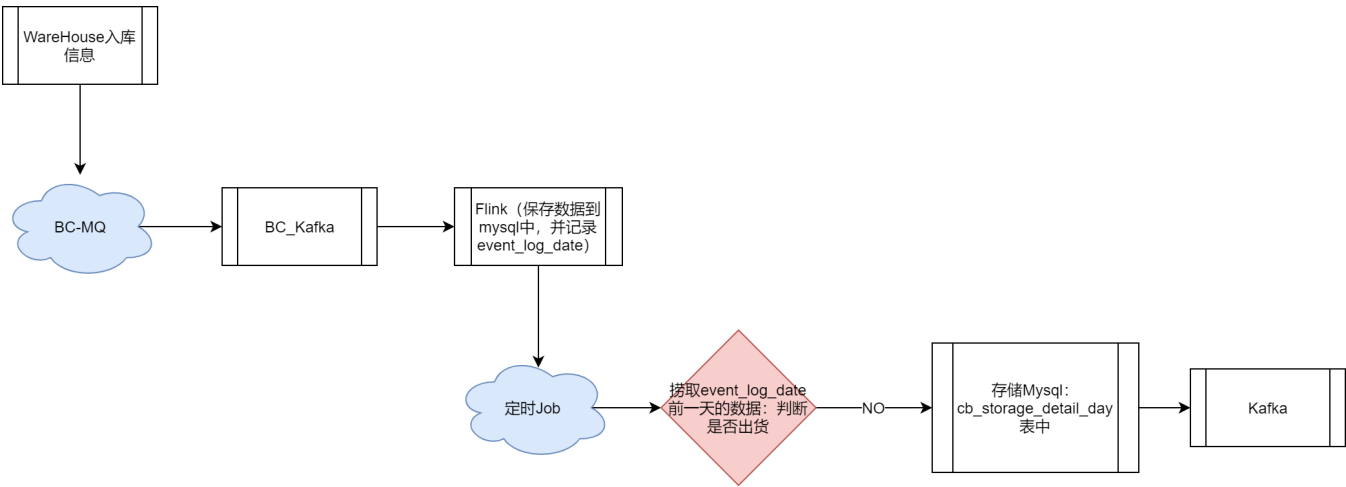 WareHouse入库
信息
BC-MQ
BC_Kafka
Flink（保存数据到
mysql中，并记录
event_log_date）
定时Job
捞取event_log_date
前一天的数据：判断
是否出货
NO
存储Mysql：
cb_storage_detail_day
表中
Kafka